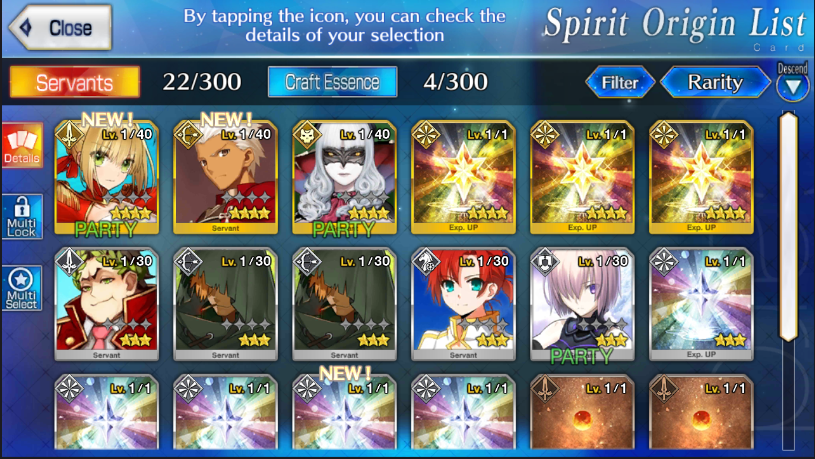 Close
By tapping the icon, you can check the
details of your selection
Spirit Origin List
Card
Servants
22/300
Craft Essence
4/300
Filter
Rarity
Descend
Details
Multi
Lock
Multi
Select
NEW!
Lv. 1/40
PARTY
NEW!
Lv. 1/40
Servant
Lv. 1/40
PARTY
Lv. 1/1
Exp. UP
Lv. 1/1
Exp. UP
Lv. 1/1
Exp. UP
Lv. 1/30
Servant
Lv. 1/30
Servant
Lv. 1/30
Servant
Lv. 1/30
Servant
Lv. 1/30
PARTY
Lv. 1/1
Exp. UP
Lv. 1/1
Lv. 1/1
NEW!
Lv. 1/1
Lv. 1/1
Lv. 1/1
Lv. 1/1